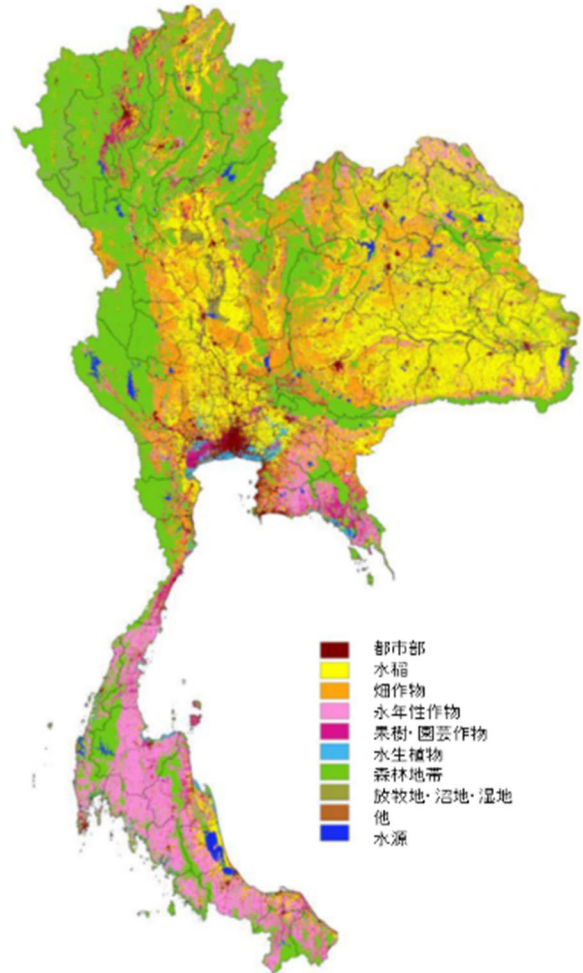 都市部
水稲
畑作物
永年性作物
果樹・園芸作物
水生植物
森林地帯
放牧地・沼地・湿地
他
水源